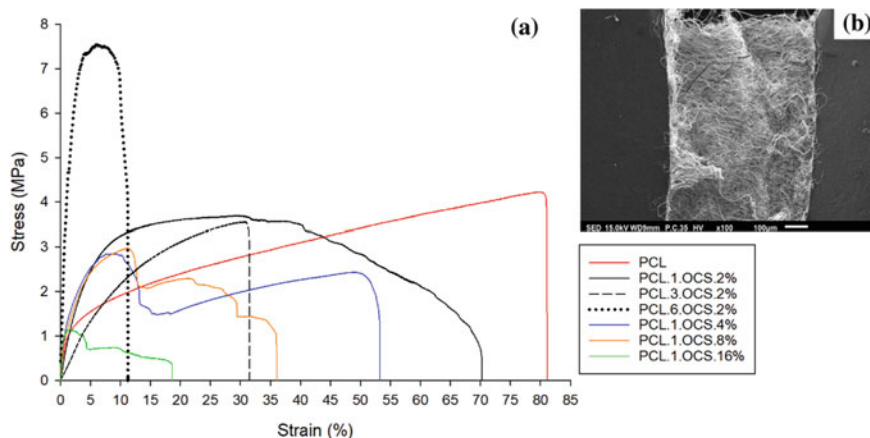 (a)
Stress (MPa)
8
7
6
5
4
3
2
1
0
0 5 10 15 20 25 30 35 40 45 50 55 60 65 70 75 80 85
Strain (%)
(b)
SED 15.0kV WD9mm P.C.35 HV x100 100µm
PCL
PCL.1.OCS.2%
PCL.3.OCS.2%
PCL.6.OCS.2%
PCL.1.OCS.4%
PCL.1.OCS.8%
PCL.1.OCS.16%